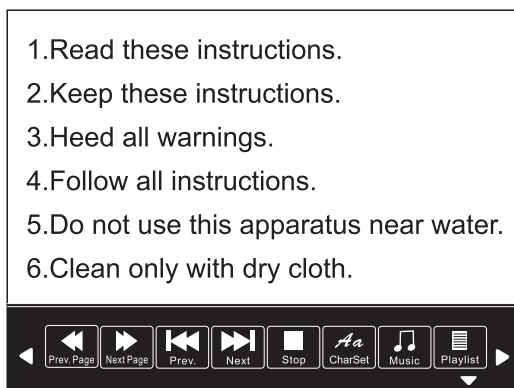 1.Read these instructions.
2.Keep these instructions.
3.Heed all warnings.
4.Follow all instructions.
5.Do not use this apparatus near water.
6.Clean only with dry cloth.
Prev. Page Next Page Prev. Next Stop Aa CharSet Music Playlist